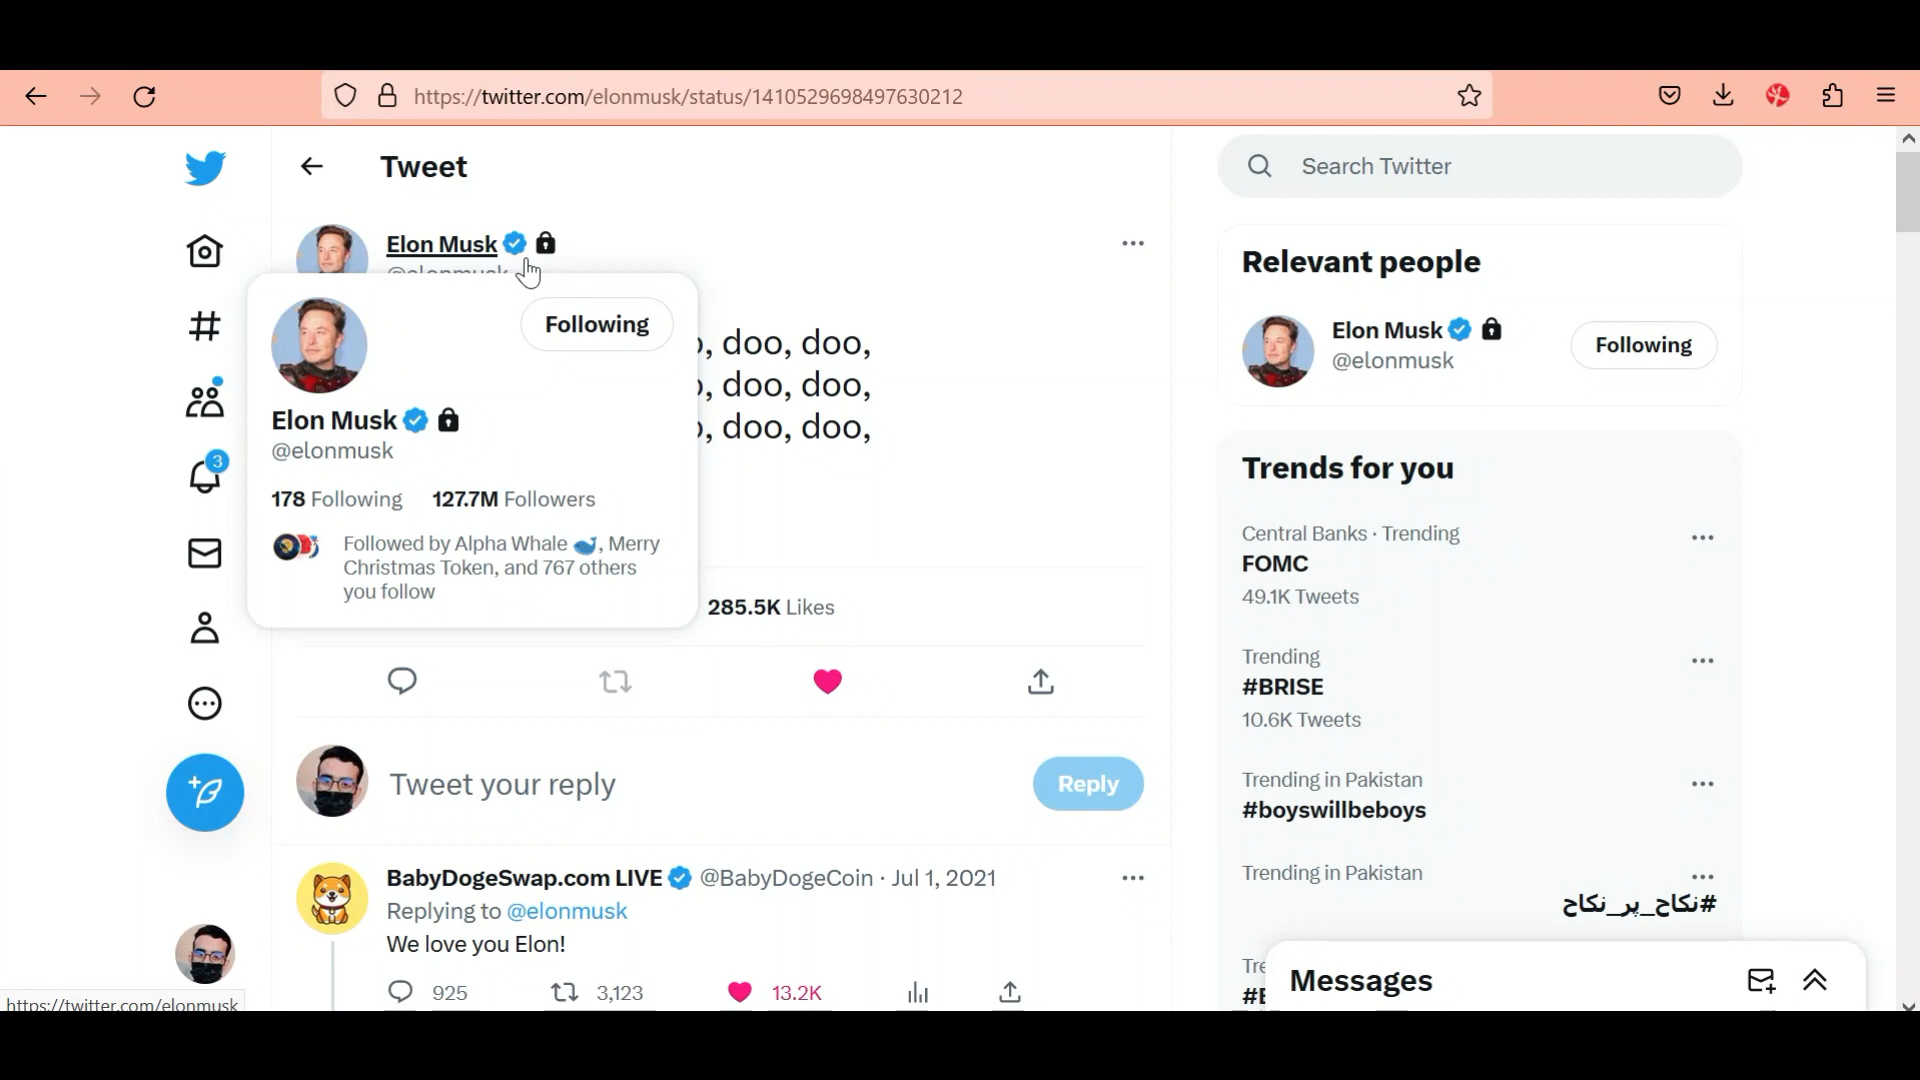 https://twitter.com/elonmusk/status/1410529698497630212
Tweet
Elon Musk
@elonmusk
Following
Elon Musk
@elonmusk
178 Following 127.7M Followers
Followed by Alpha Whale 🐳, Merry
Christmas Token, and 767 others
you follow
, doo, doo,
, doo, doo,
, doo, doo,
285.5K Likes
3
Tweet your reply
Reply
BabyDogeSwap.com LIVE @BabyDogeCoin · Jul 1, 2021
Replying to @elonmusk
We love you Elon!
925 3,123 13.2K
https://twitter.com/elonmusk
Search Twitter
Relevant people
Elon Musk
@elonmusk
Following
Trends for you
Central Banks · Trending
FOMC
49.1K Tweets
Trending
#BRISE
10.6K Tweets
Trending in Pakistan
#boyswillbeboys
Trending in Pakistan
#نکاح_پر_نکاح
Messages